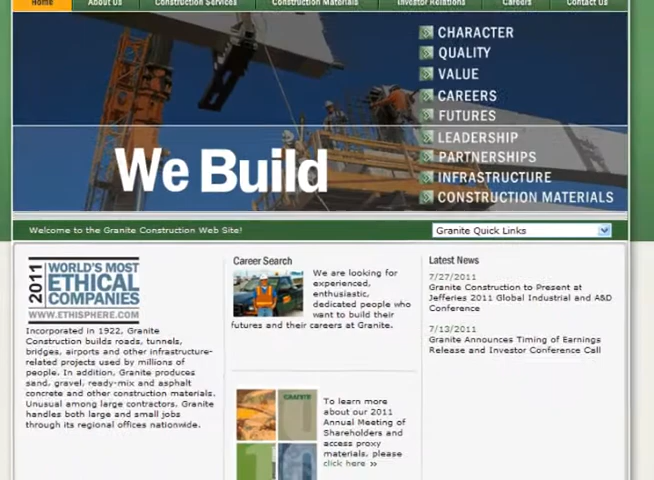 Home About Us Construction Services Construction Materials Investor Relations Careers Contact Us
CHARACTER
QUALITY
VALUE
CAREERS
FUTURES
LEADERSHIP
PARTNERSHIPS
INFRASTRUCTURE
CONSTRUCTION MATERIALS
We Build
Welcome to the Granite Construction Web Site!
Granite Quick Links
2011
WORLD'S MOST
ETHICAL
COMPANIES
WWW.ETHISPHERE.COM
Incorporated in 1922, Granite
Construction builds roads, tunnels,
bridges, airports and other infrastructure-
related projects used by millions of
people. In addition, Granite produces
sand, gravel, ready-mix and asphalt
concrete and other construction materials.
Unusual among large contractors, Granite
handles both large and small jobs
through its regional offices nationwide.
Career Search
We are looking for
experienced,
enthusiastic,
dedicated people who
want to build their
futures and their careers at Granite.
GRANITE
10
To learn more
about our 2011
Annual Meeting of
Shareholders and
access proxy
materials, please
click here »
Latest News
7/27/2011
Granite Construction to Present at
Jefferies 2011 Global Industrial and A&D
Conference
7/13/2011
Granite Announces Timing of Earnings
Release and Investor Conference Call